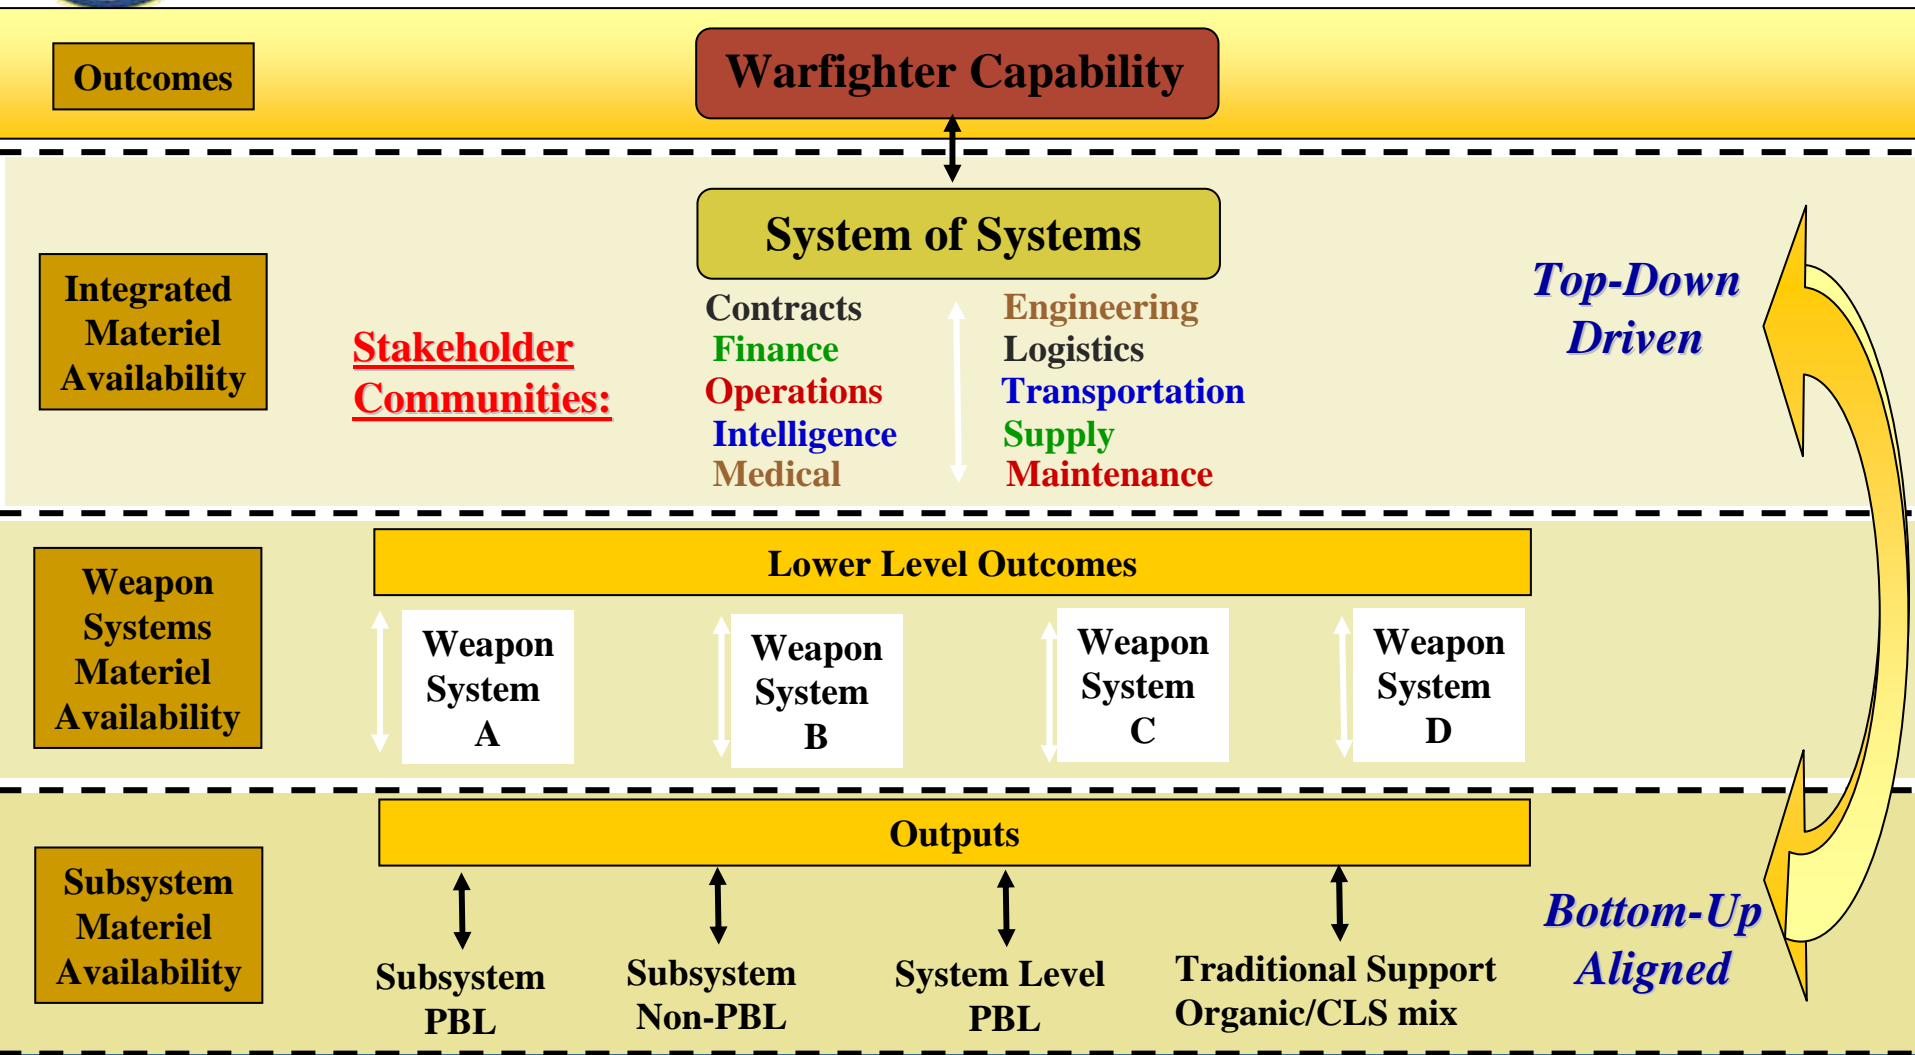 Outcomes
Warfighter Capability
System of Systems
Integrated
Materiel
Availability
Stakeholder
Communities:
Contracts
Finance
Operations
Intelligence
Medical
Engineering
Logistics
Transportation
Supply
Maintenance
Top-Down
Driven
Weapon
Systems
Materiel
Availability
Lower Level Outcomes
Weapon
System
A
Weapon
System
B
Weapon
System
C
Weapon
System
D
Subsystem
Materiel
Availability
Outputs
Subsystem
PBL
Subsystem
Non-PBL
System Level
PBL
Traditional Support
Organic/CLS mix
Bottom-Up
Aligned